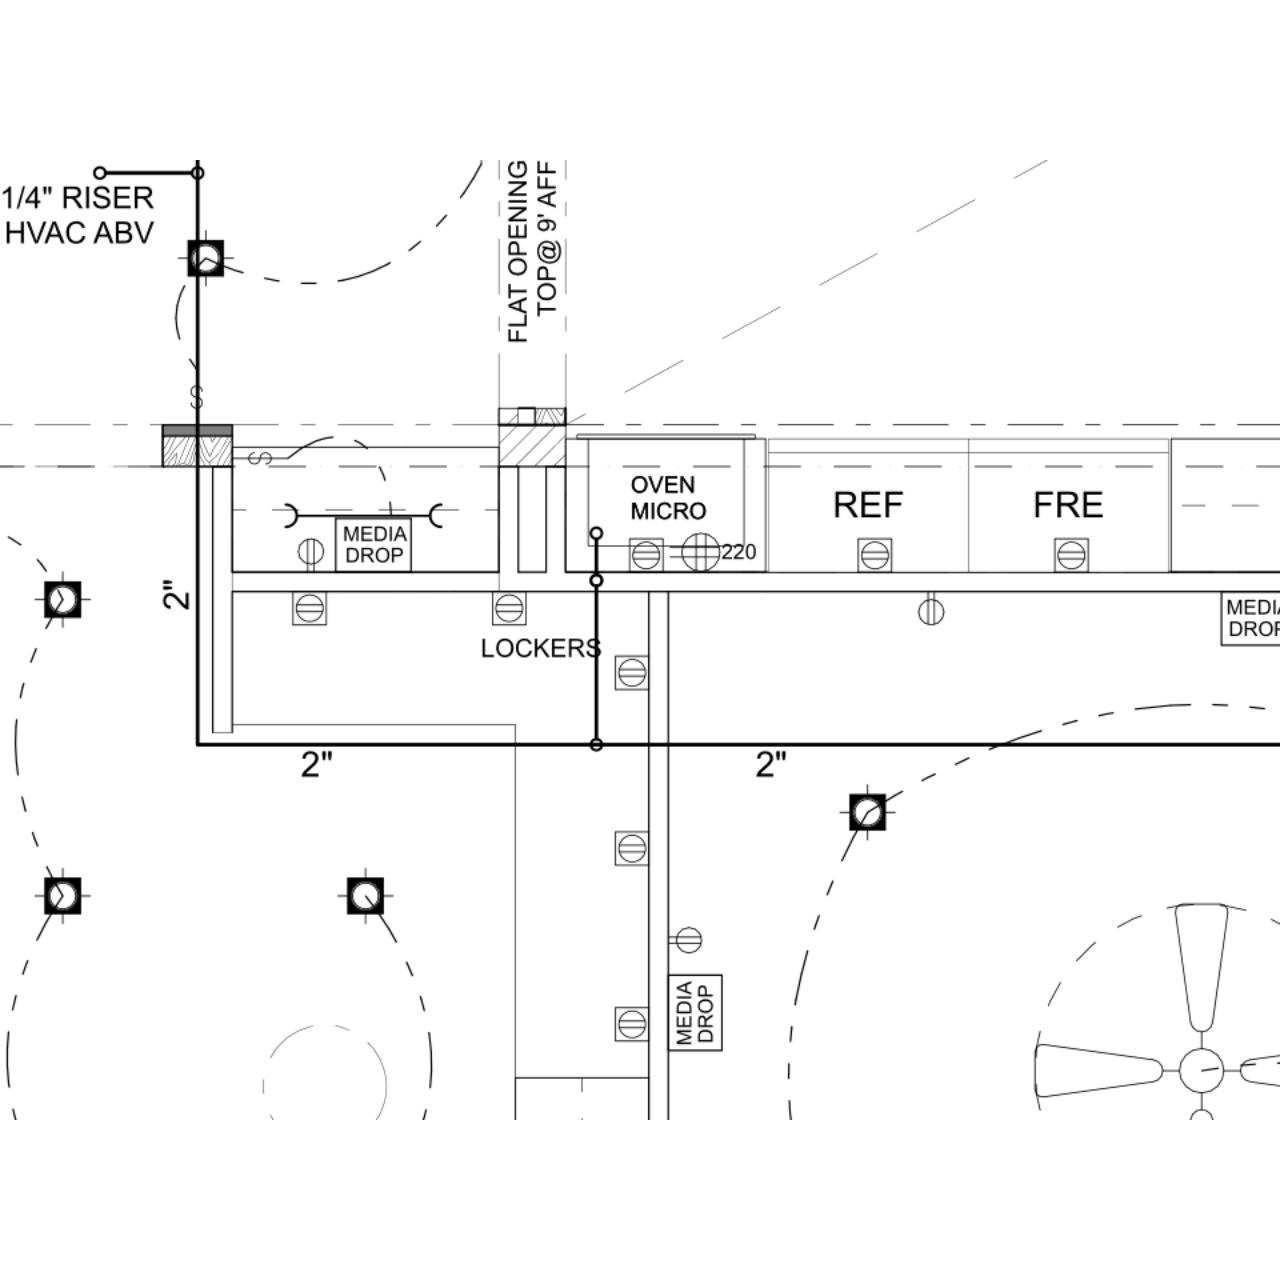 1/4" RISER
HVAC ABV
FLAT OPENING
TOP@ 9' AFF
S
S
OVEN
MICRO
REF
FRE
MEDIA
DROP
220
2"
LOCKERS
MEDIA
DROP
2"
2"
MEDIA
DROP